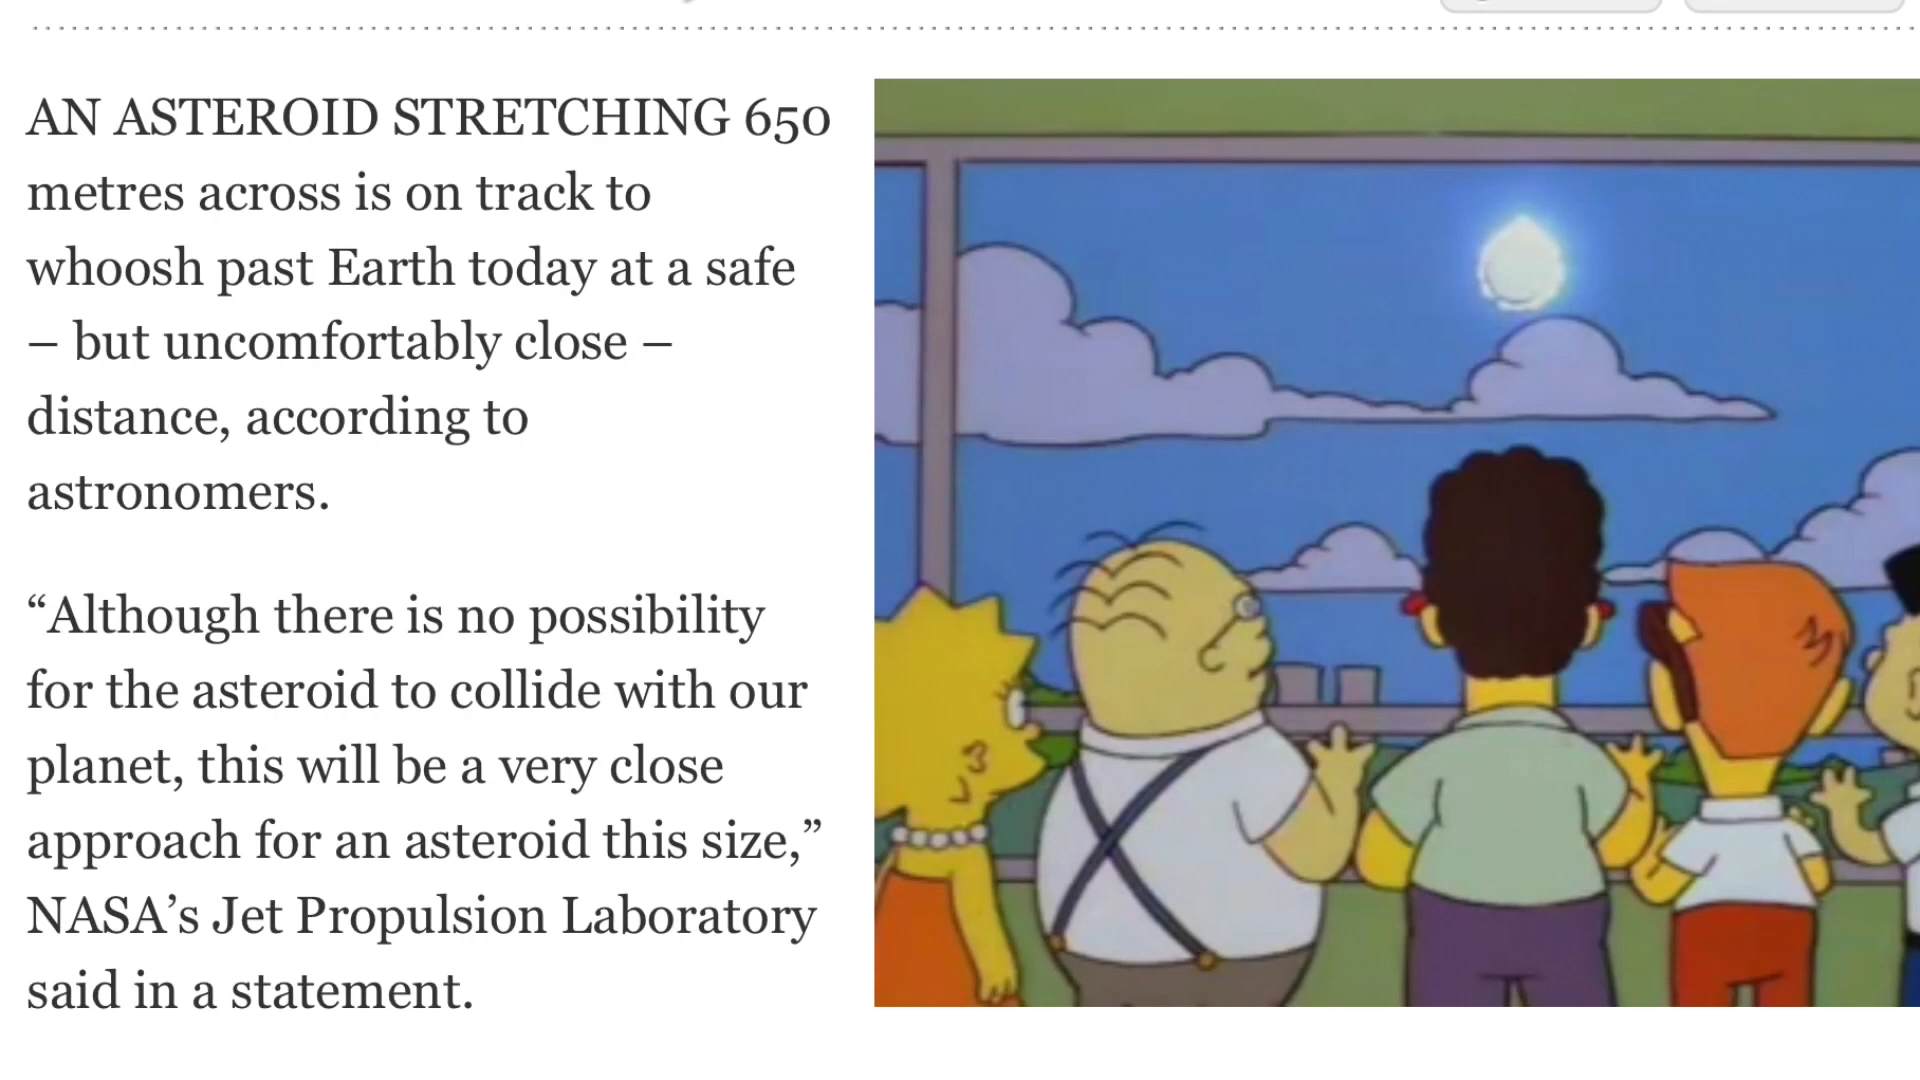 AN ASTEROID STRETCHING 650
metres across is on track to
whoosh past Earth today at a safe
– but uncomfortably close –
distance, according to
astronomers.
“Although there is no possibility
for the asteroid to collide with our
planet, this will be a very close
approach for an asteroid this size,”
NASA’s Jet Propulsion Laboratory
said in a statement.